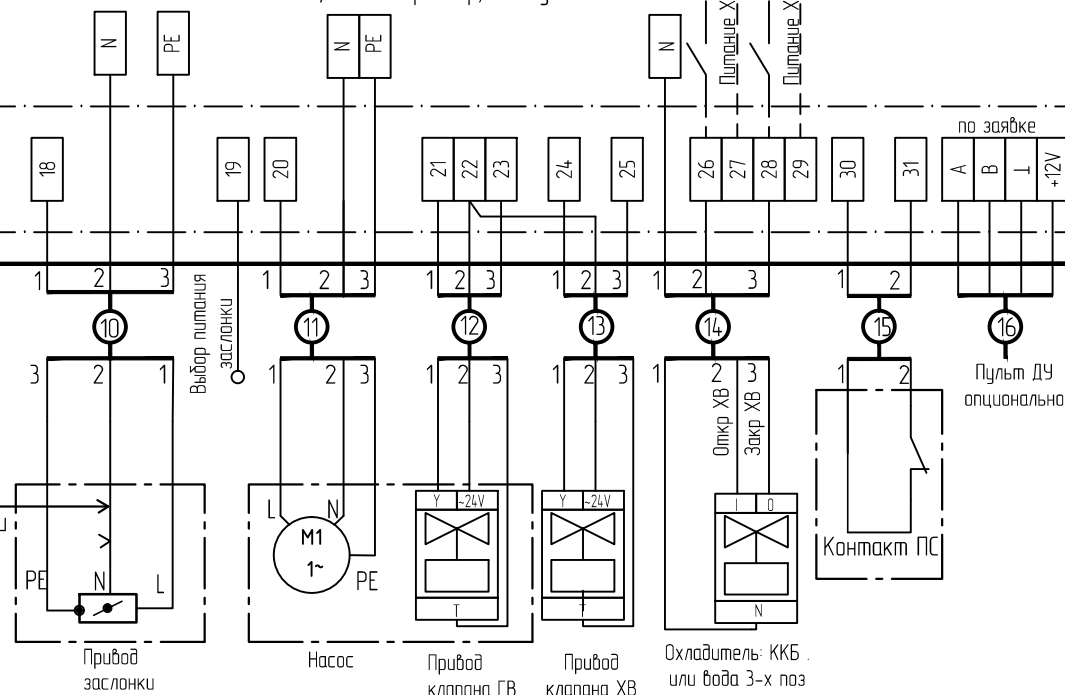 N
PE
N
PE
N
Питание Х
Питание Х
по заявке
18
19
20
21
22
23
24
25
26
27
28
29
30
31
A
B
⊥
+12V
1
2
3
1
2
3
1
2
3
1
2
3
1
2
3
1
2
Выбор питания
заслонки
10
11
12
13
14
15
16
3
2
1
1
2
3
1
2
3
1
2
3
1
2
3
1
2
Пульт ДУ
опционально
Откр ХВ
Закр ХВ
L
N
M1
1~
PE
Y
~24V
⊥
Y
~24V
I
O
N
Контакт ПС
PE
N
L
Привод
заслонки
Насос
Привод
клапана ГВ
Привод
клапана ХВ
Охладитель: ККБ .
или вода 3-х поз